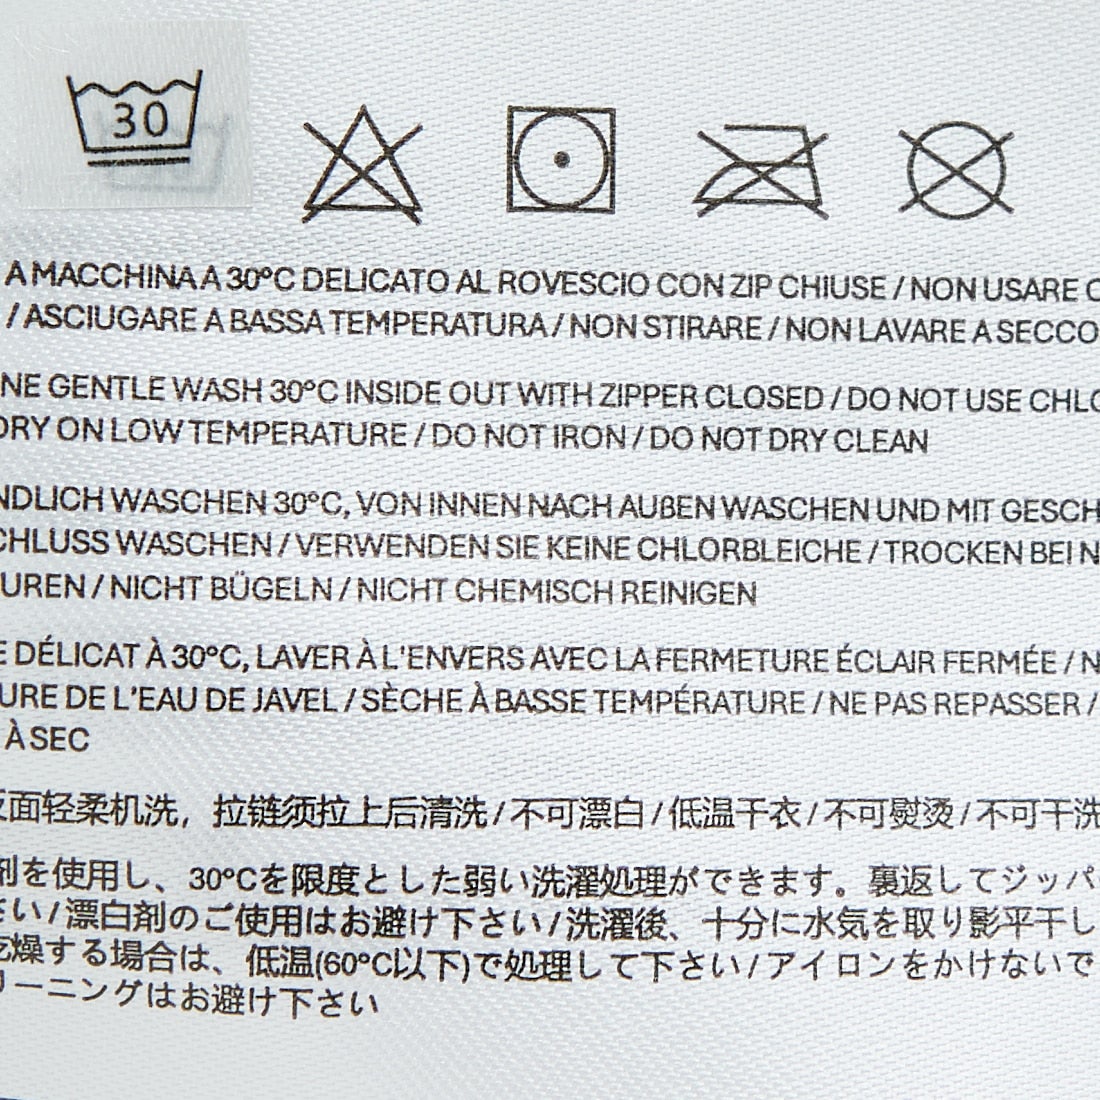 30
A MACCHINA A 30°C DELICATO AL ROVESCIO CON ZIP CHIUSE / NON USARE
/ ASCIUGARE A BASSA TEMPERATURA / NON STIRARE / NON LAVARE A SECCO
NE GENTLE WASH 30°C INSIDE OUT WITH ZIPPER CLOSED / DO NOT USE CHLO
DRY ON LOW TEMPERATURE / DO NOT IRON / DO NOT DRY CLEAN
NDLICH WASCHEN 30°C, VON INNEN NACH AUßEN WASCHEN UND MIT GESCH
CHLUSS WASCHEN / VERWENDEN SIE KEINE CHLORBLEICHE / TROCKEN BEI N
UREN / NICHT BÜGELN / NICHT CHEMISCH REINIGEN
E DÉLICAT À 30°C, LAVER À L'ENVERS AVEC LA FERMETURE ÉCLAIR FERMÉE / N
URE DE L'EAU DE JAVEL / SÈCHE À BASSE TEMPÉRATURE / NE PAS REPASSER /
À SEC
反面轻柔机洗，拉链须拉上后清洗 / 不可漂白 / 低温干衣 / 不可熨烫 / 不可干洗
剤を使用し、30°Cを限度とした弱い洗濯処理ができます。裏返してジッパ
さい / 漂白剤のご使用はお避け下さい / 洗濯後、十分に水気を取り影平干し
乾燥する場合は、低温(60°C以下)で処理して下さい / アイロンをかけないで
リーニングはお避け下さい